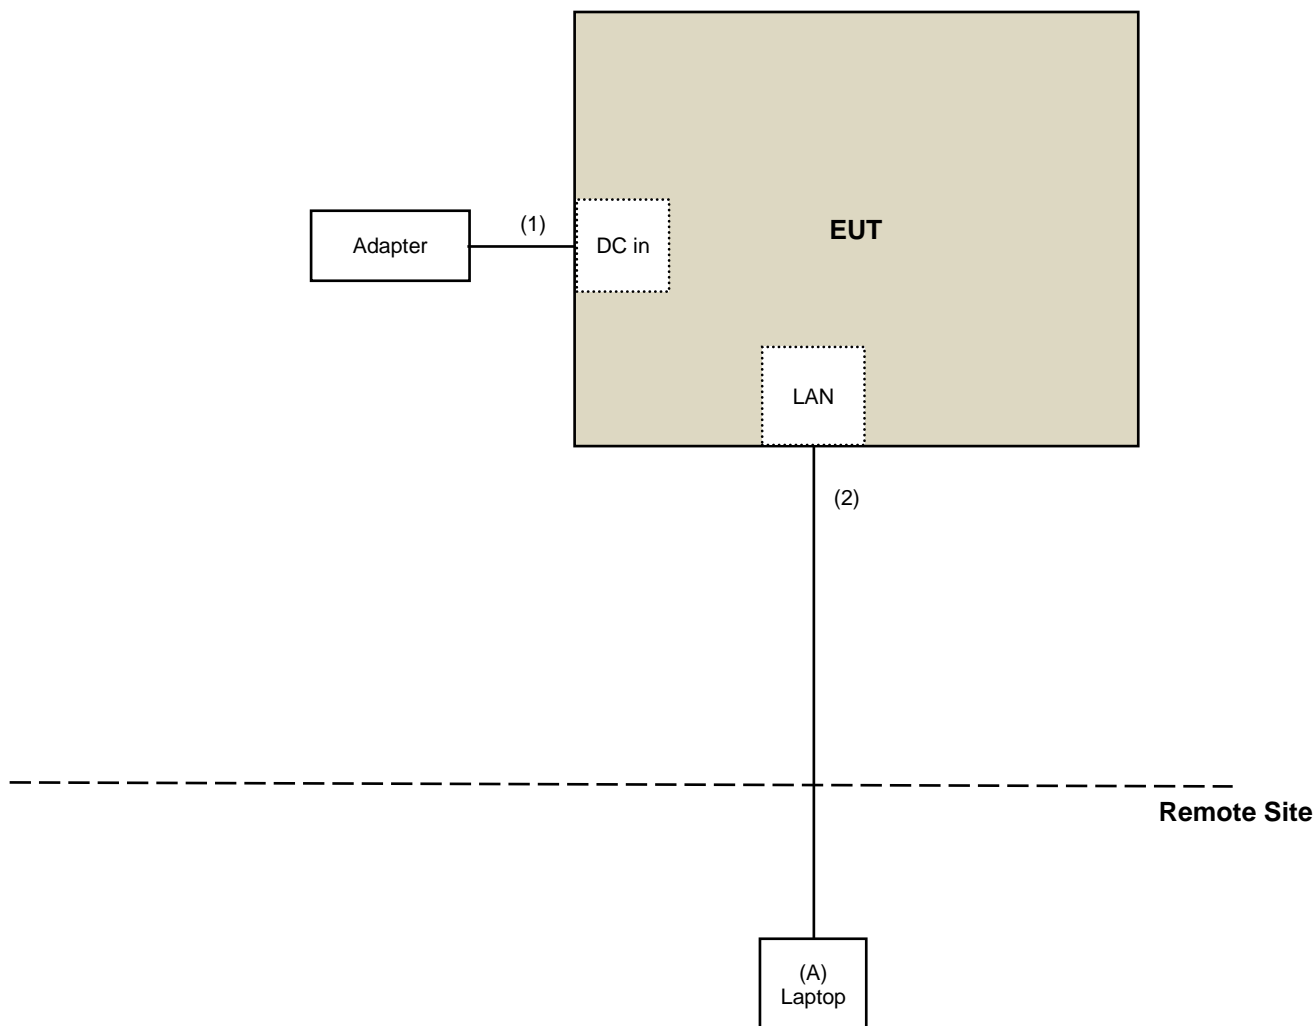 (1)
EUT
Adapter
DC in
LAN
(2)
Remote Site
(A)
Laptop